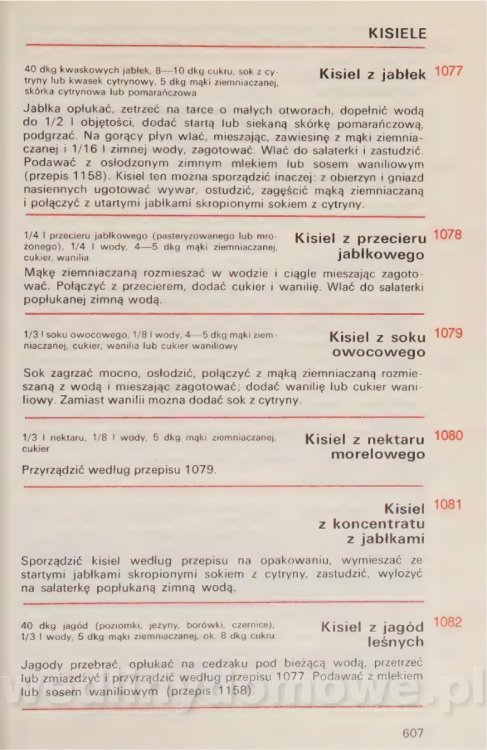 KISIELE
40 dkg kwaskowych jabłek, 8—10 dkg cukru, sok z cy-
tryny lub kwasek cytrynowy, 5 dkg mąki ziemniaczanej,
skórka cytrynowa lub pomarańczowa
Kisiel z jabłek 1077
Jabłka opłukać, zetrzeć na tarce o małych otworach, dopełnić wodą
do 1/2 l objętości, dodać startą lub siekaną skórkę pomarańczową,
podgrzać. Na gorący płyn wlać, mieszając, zawiesinę z mąki ziemnia-
czanej i 1/16 l zimnej wody, zagotować. Wlać do salaterki i zastudzić.
Podawać z osłodzonym zimnym mlekiem lub sosem waniliowym
(przepis 1158). Kisiel ten można sporządzić inaczej: z obierzyn i gniazd
nasiennych ugotować wywar, ostudzić, zagęścić mąką ziemniaczaną
i połączyć z utartymi jabłkami skropionymi sokiem z cytryny.
1/4 l przecieru jabłkowego (pasteryzowanego lub mro-
żonego), 1/4 l wody, 4—5 dkg mąki ziemniaczanej,
cukier, wanilia
Kisiel z przecieru 1078
jabłkowego
Mąkę ziemniaczaną rozmieszać w wodzie i ciągle mieszając zagoto-
wać. Połączyć z przecierem, dodać cukier i wanilię. Wlać do salaterki
popłukanej zimną wodą.
1/3 l soku owocowego, 1/8 l wody, 4—5 dkg mąki ziem-
niaczanej, cukier, wanilia lub cukier waniliowy
Kisiel z soku 1079
owocowego
Sok zagrzać mocno, osłodzić, połączyć z mąką ziemniaczaną rozmie-
szaną z wodą i mieszając zagotować; dodać wanilię lub cukier wani-
liowy. Zamiast wanilii można dodać sok z cytryny.
1/3 l nektaru, 1/8 l wody, 5 dkg mąki ziemniaczanej,
cukier
Kisiel z nektaru 1080
morelowego
Przyrządzić według przepisu 1079.
Kisiel 1081
z koncentratu
z jabłkami
Sporządzić kisiel według przepisu na opakowaniu, wymieszać ze
startymi jabłkami skropionymi sokiem z cytryny, zastudzić, wyłożyć
na salaterkę popłukaną zimną wodą.
40 dkg jagód (poziomki, jeżyny, borówki, czernice),
1/3 l wody, 5 dkg mąki ziemniaczanej, ok. 8 dkg cukru
Kisiel z jagód 1082
leśnych
Jagody przebrać, opłukać na cedzaku pod bieżącą wodą, przetrzeć
lub zmiażdżyć i przyrządzić według przepisu 1077. Podawać z mlekiem
lub sosem waniliowym (przepis 1158).
wedlinydomowe.pl
607